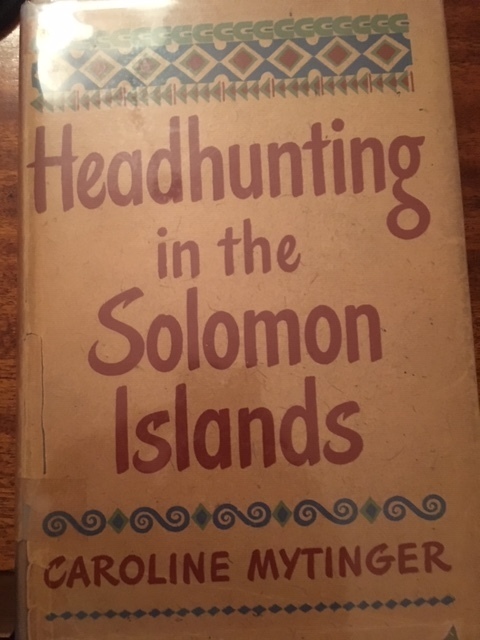 Headhunting
in the
Solomon
Islands
CAROLINE MYTINGER